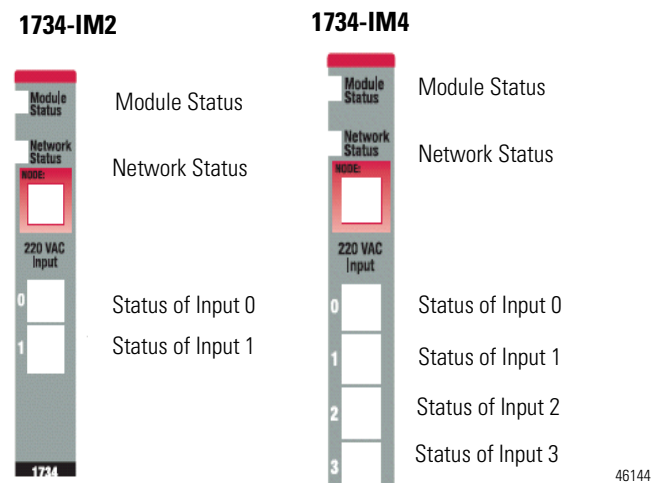 1734-IM2
Module
Status
Module Status
Network
Status
Network Status
NODE:
220 VAC
Input
0
Status of Input 0
1
Status of Input 1
1734
1734-IM4
Module
Status
Module Status
Network
Status
Network Status
NODE:
220 VAC
Input
0
Status of Input 0
1
Status of Input 1
2
Status of Input 2
3
Status of Input 3
46144